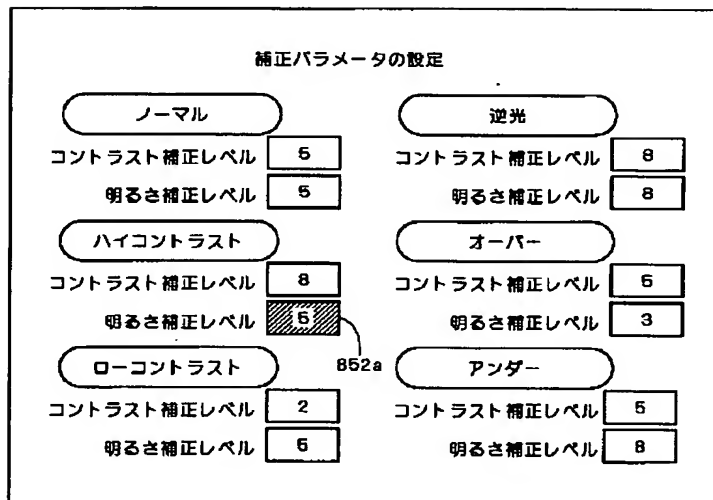 補正パラメータの設定
ノーマル
コントラスト補正レベル 5
明るさ補正レベル 5
ハイコントラスト
コントラスト補正レベル 8
明るさ補正レベル 5
852a
ローコントラスト
コントラスト補正レベル 2
明るさ補正レベル 5
逆光
コントラスト補正レベル 8
明るさ補正レベル 8
オーバー
コントラスト補正レベル 5
明るさ補正レベル 3
アンダー
コントラスト補正レベル 5
明るさ補正レベル 8